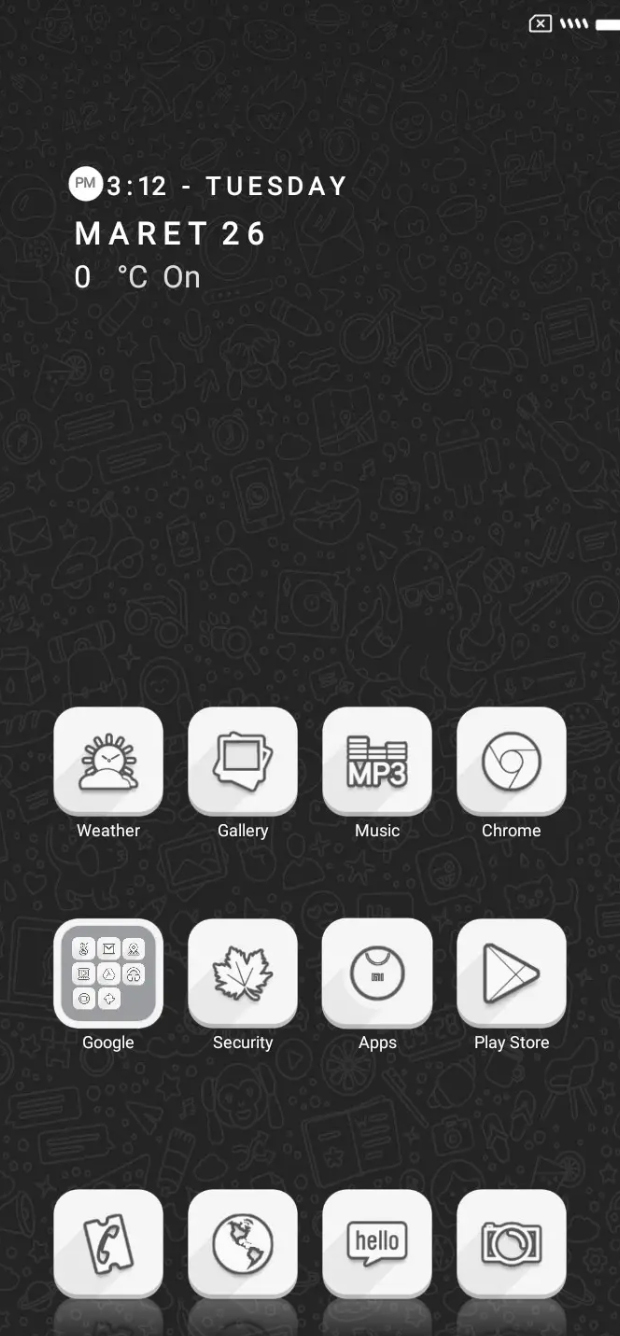 PM 3:12 - TUESDAY
MARET 26
0 °C On
MP3
Weather Gallery Music Chrome
mi
Google Security Apps Play Store
hello